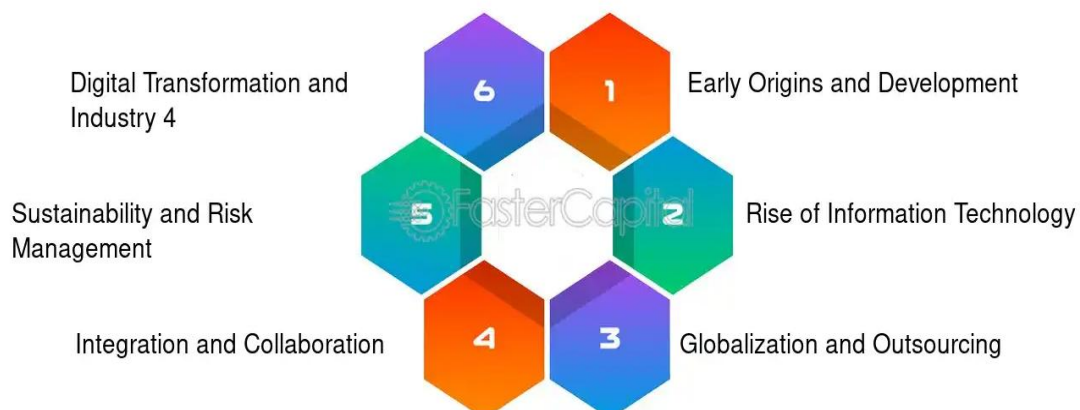 6
1
Digital Transformation and
Industry 4
Early Origins and Development
5
FasterCapital
2
Sustainability and Risk
Management
Rise of Information Technology
4
3
Integration and Collaboration
Globalization and Outsourcing